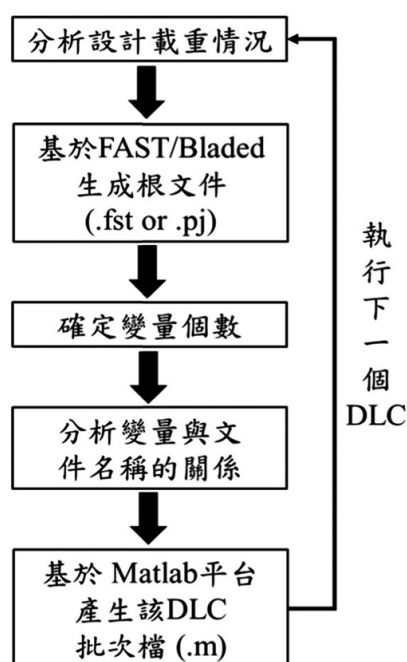 分析設計載重情況
基於FAST/Bladed
生成根文件
(.fst or .pj)
確定變量個數
分析變量與文
件名稱的關係
基於 Matlab平台
產生該DLC
批次檔 (.m)
執
行
下
一
個
DLC